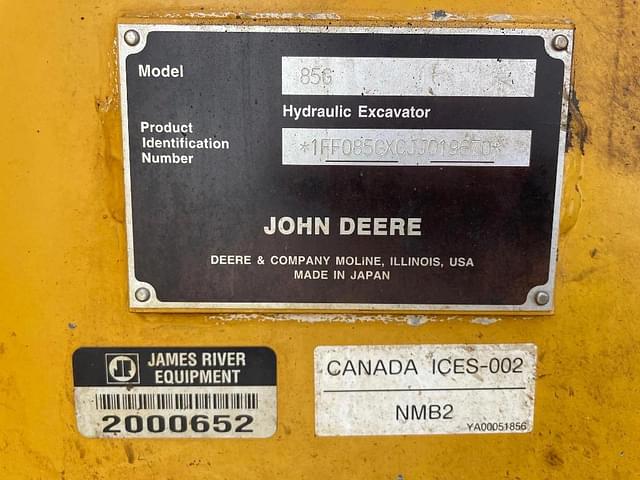 Model
85G
Hydraulic Excavator
Product
Identification
Number
JOHN DEERE
DEERE & COMPANY MOLINE, ILLINOIS, USA
MADE IN JAPAN
JAMES RIVER
EQUIPMENT
2000652
CANADA ICES-002
NMB2
YA00051856